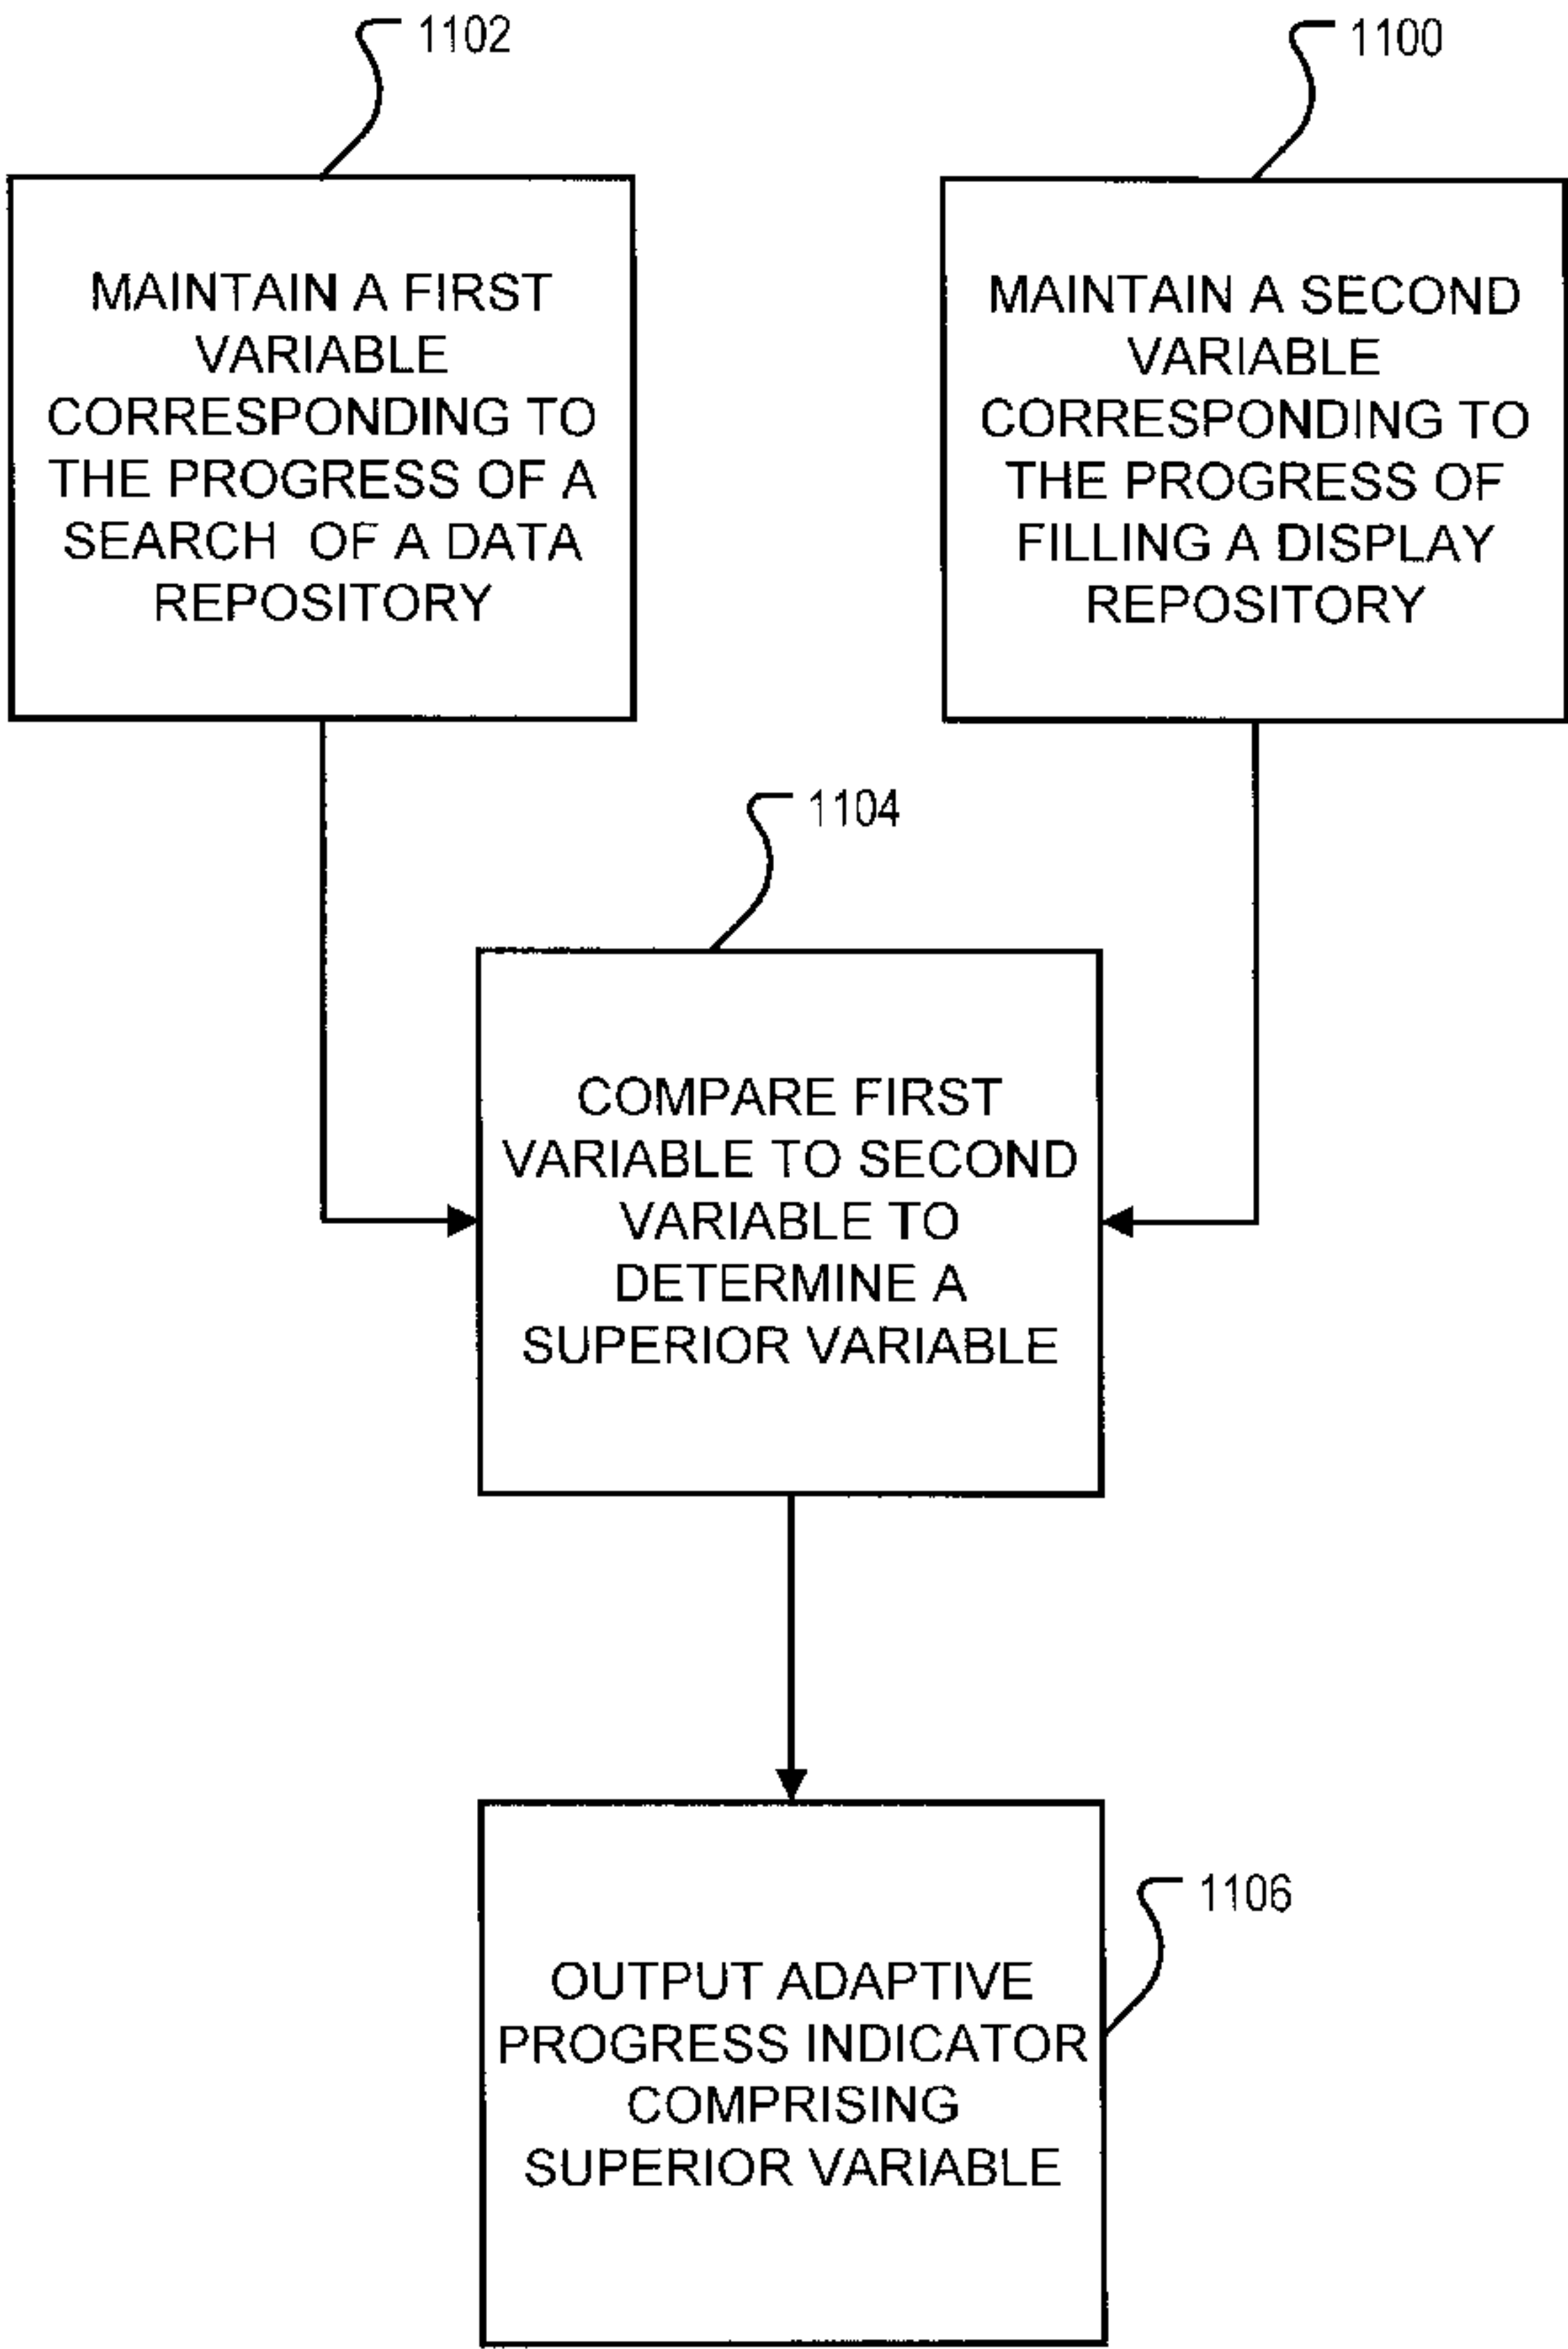 1102
MAINTAIN A FIRST
VARIABLE
CORRESPONDING TO
THE PROGRESS OF A
SEARCH OF A DATA
REPOSITORY
1100
MAINTAIN A SECOND
VARIABLE
CORRESPONDING TO
THE PROGRESS OF
FILLING A DISPLAY
REPOSITORY
1104
COMPARE FIRST
VARIABLE TO SECOND
VARIABLE TO
DETERMINE A
SUPERIOR VARIABLE
1106
OUTPUT ADAPTIVE
PROGRESS INDICATOR
COMPRISING
SUPERIOR VARIABLE